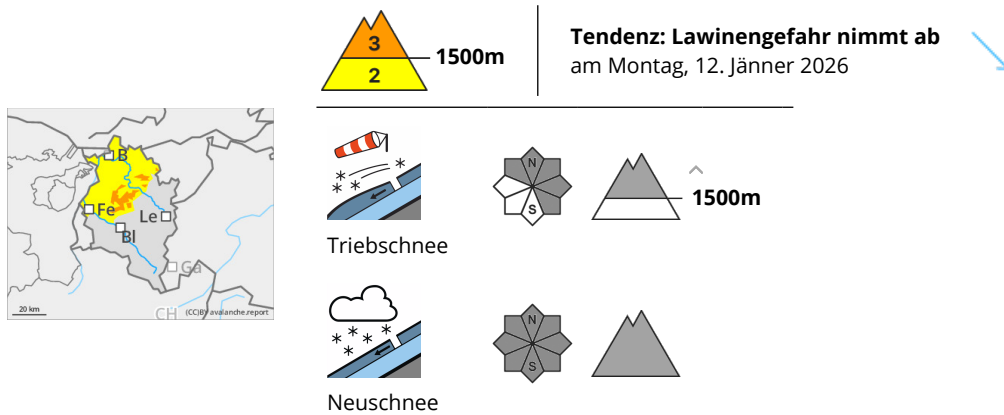 3
2
1500m
Tendenz: Lawinengefahr nimmt ab
am Montag, 12. Jänner 2026
B
Fe
Le
Bl
Ga
CH
20 km
(CC)BY avalanche.report
N
S
1500m
Triebschnee
N
S
Neuschnee